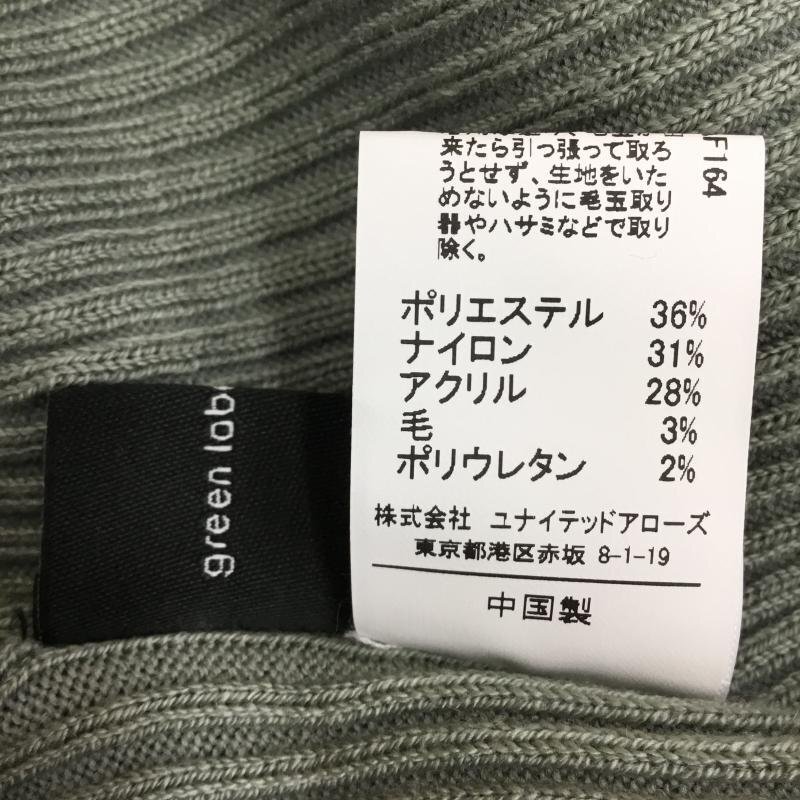 来たら引っ張って取ろ
うとせず、生地をいた
めないように毛玉取り
器やハサミなどで取り
除く。
F164
ポリエステル 36%
ナイロン 31%
アクリル 28%
毛 3%
ポリウレタン 2%
株式会社 ユナイテッドアローズ
東京都港区赤坂 8-1-19
中国製
green labe